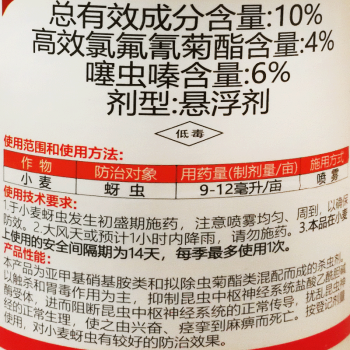 总有效成分含量:10%
高效氯氟氰菊酯含量:4%
噻虫嗪含量:6%
剂型:悬浮剂
低毒
使用范围和使用方法:
作物 防治对象 用药量(制剂量/亩) 施用方式
小麦 蚜虫 9-12毫升/亩 喷雾
使用技术要求:
1于小麦蚜虫发生初盛期施药,注意喷雾均匀、周到,以确保
防效。2.大风天或预计1小时内降雨,请勿施药。3.本品在小麦
上使用的安全间隔期为14天,每季最多使用1次。
产品性能:
本产品为亚甲基硝基胺类和拟除虫菊酯类混配而成的杀虫剂,
以触杀和胃毒作用为主,抑制昆虫中枢神经系统盐酸乙酰胆碱
酶受体,进而阻断昆虫中枢神经系统的正常传导,扰乱昆虫神
经的正常生理,使之由兴奋、痉挛到麻痹而死亡。按登记剂量
使用,对小麦蚜虫有较好的防治效果。